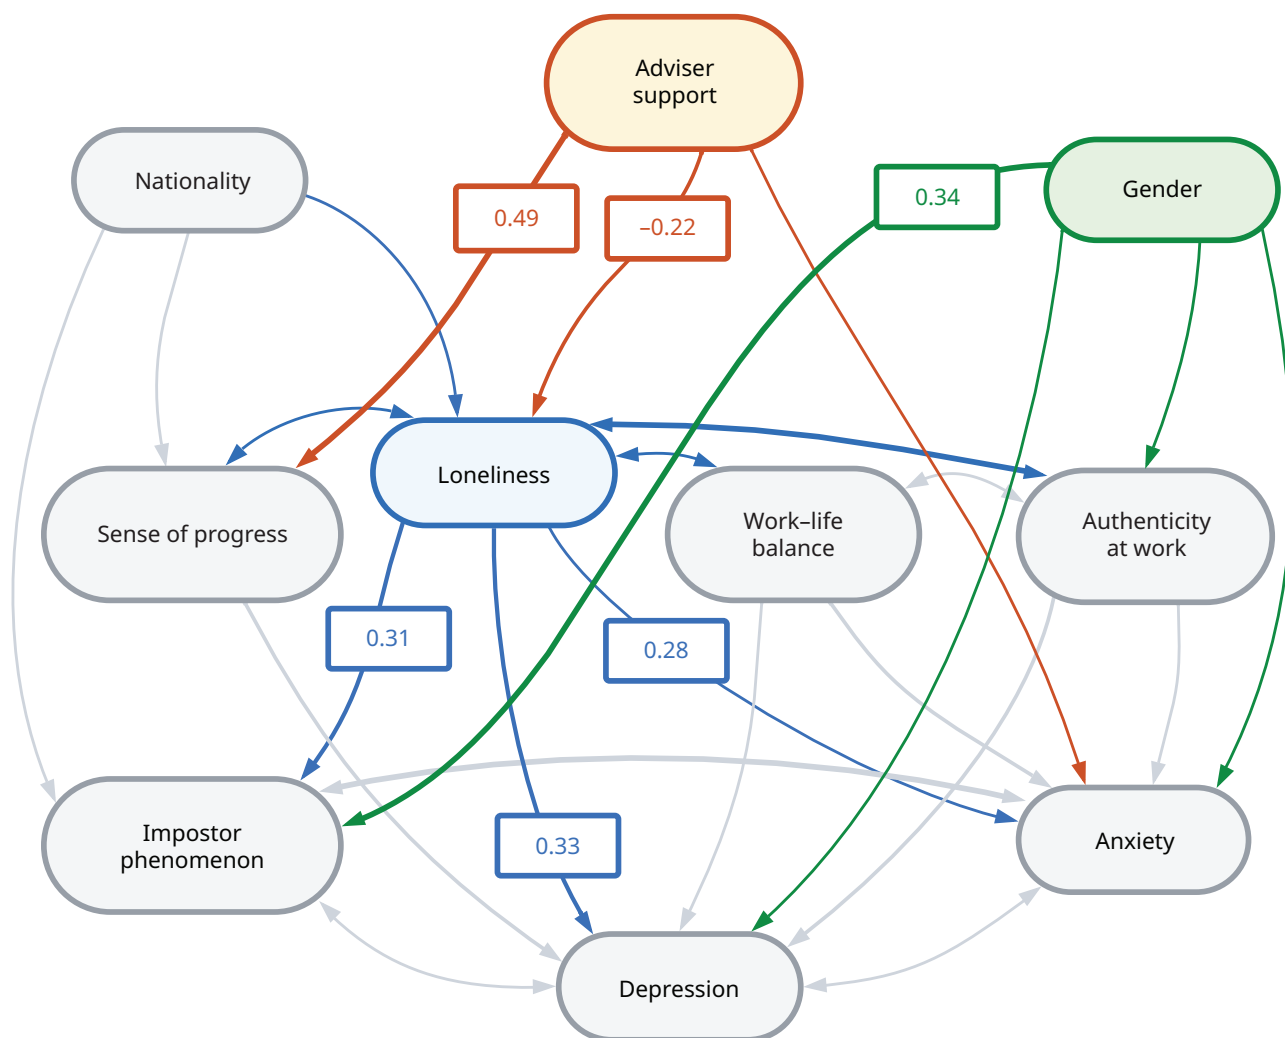 Adviser
support
Nationality
Gender
0.49
–0.22
0.34
Loneliness
Sense of progress
Work–life
balance
Authenticity
at work
0.31
0.28
Impostor
phenomenon
0.33
Anxiety
Depression